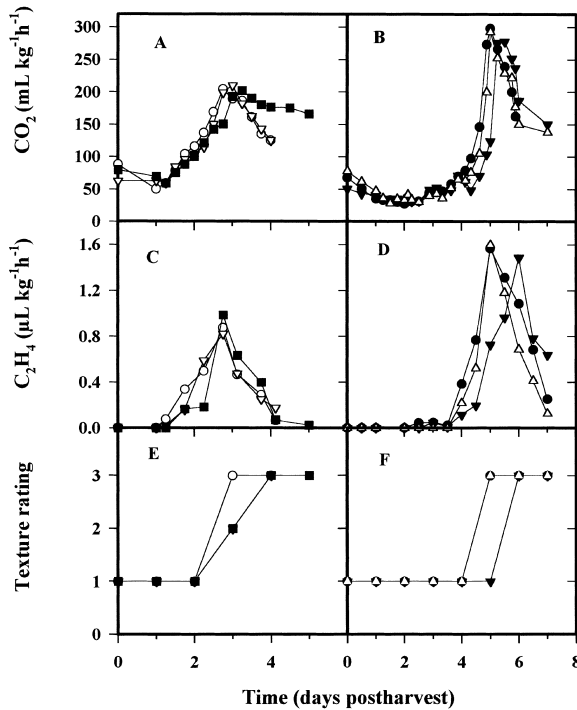 CO2 (mL kg-1h-1)
300
250
200
150
100
50
0
A
B
C2H4 (µL kg-1h-1)
1.6
1.2
0.8
0.4
0.0
C
D
Texture rating
3
2
1
0
E
F
0 2 4 0 2 4 6 8
Time (days postharvest)